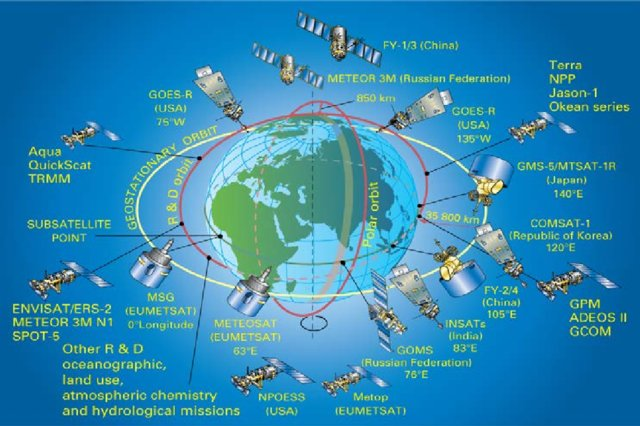 FY-1/3 (China)
METEOR 3M (Russian Federation)
Terra
NPP
Jason-1
Okean series
GOES-R
(USA)
75°W
850 km
GOES-R
(USA)
135°W
Aqua
QuickScat
TRMM
GEOSTATIONARY ORBIT
R & D orbit
Polar orbit
GMS-5/MTSAT-1R
(Japan)
140°E
35 800 km
SUBSATELLITE
POINT
COMSAT-1
(Republic of Korea)
120°E
MSG
(EUMETSAT)
0°Longitude
METEOSAT
(EUMETSAT)
63°E
FY-2/4
(China)
105°E
INSATs
(India)
83°E
GOMS
(Russian Federation)
76°E
ENVISAT/ERS-2
METEOR 3M N1
SPOT-5
GPM
ADEOS II
GCOM
Other R & D
oceanographic,
land use,
atmospheric chemistry
and hydrological missions
NPOESS
(USA)
Metop
(EUMETSAT)